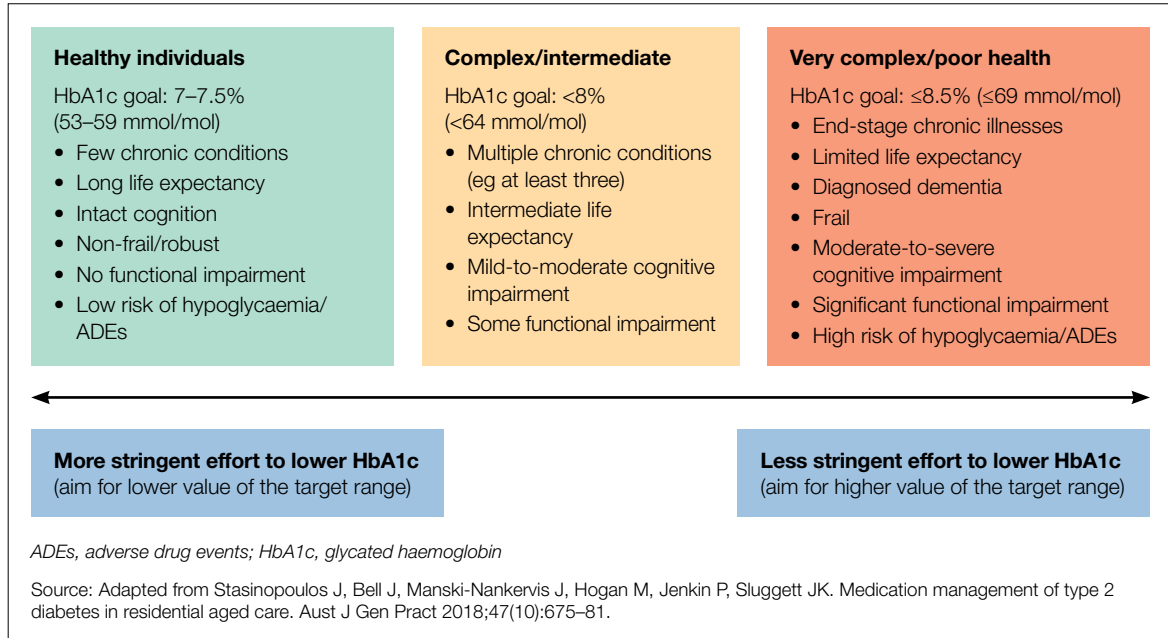 Healthy individuals
HbA1c goal: 7–7.5%
(53–59 mmol/mol)
• Few chronic conditions
• Long life expectancy
• Intact cognition
• Non-frail/robust
• No functional impairment
• Low risk of hypoglycaemia/
ADEs
Complex/intermediate
HbA1c goal: <8%
(<64 mmol/mol)
• Multiple chronic conditions
(eg at least three)
• Intermediate life
expectancy
• Mild-to-moderate cognitive
impairment
• Some functional impairment
Very complex/poor health
HbA1c goal: ≤8.5% (≤69 mmol/mol)
• End-stage chronic illnesses
• Limited life expectancy
• Diagnosed dementia
• Frail
• Moderate-to-severe
cognitive impairment
• Significant functional impairment
• High risk of hypoglycaemia/ADEs
More stringent effort to lower HbA1c
(aim for lower value of the target range)
Less stringent effort to lower HbA1c
(aim for higher value of the target range)
ADEs, adverse drug events; HbA1c, glycated haemoglobin
Source: Adapted from Stasinopoulos J, Bell J, Manski-Nankervis J, Hogan M, Jenkin P, Sluggett JK. Medication management of type 2
diabetes in residential aged care. Aust J Gen Pract 2018;47(10):675–81.